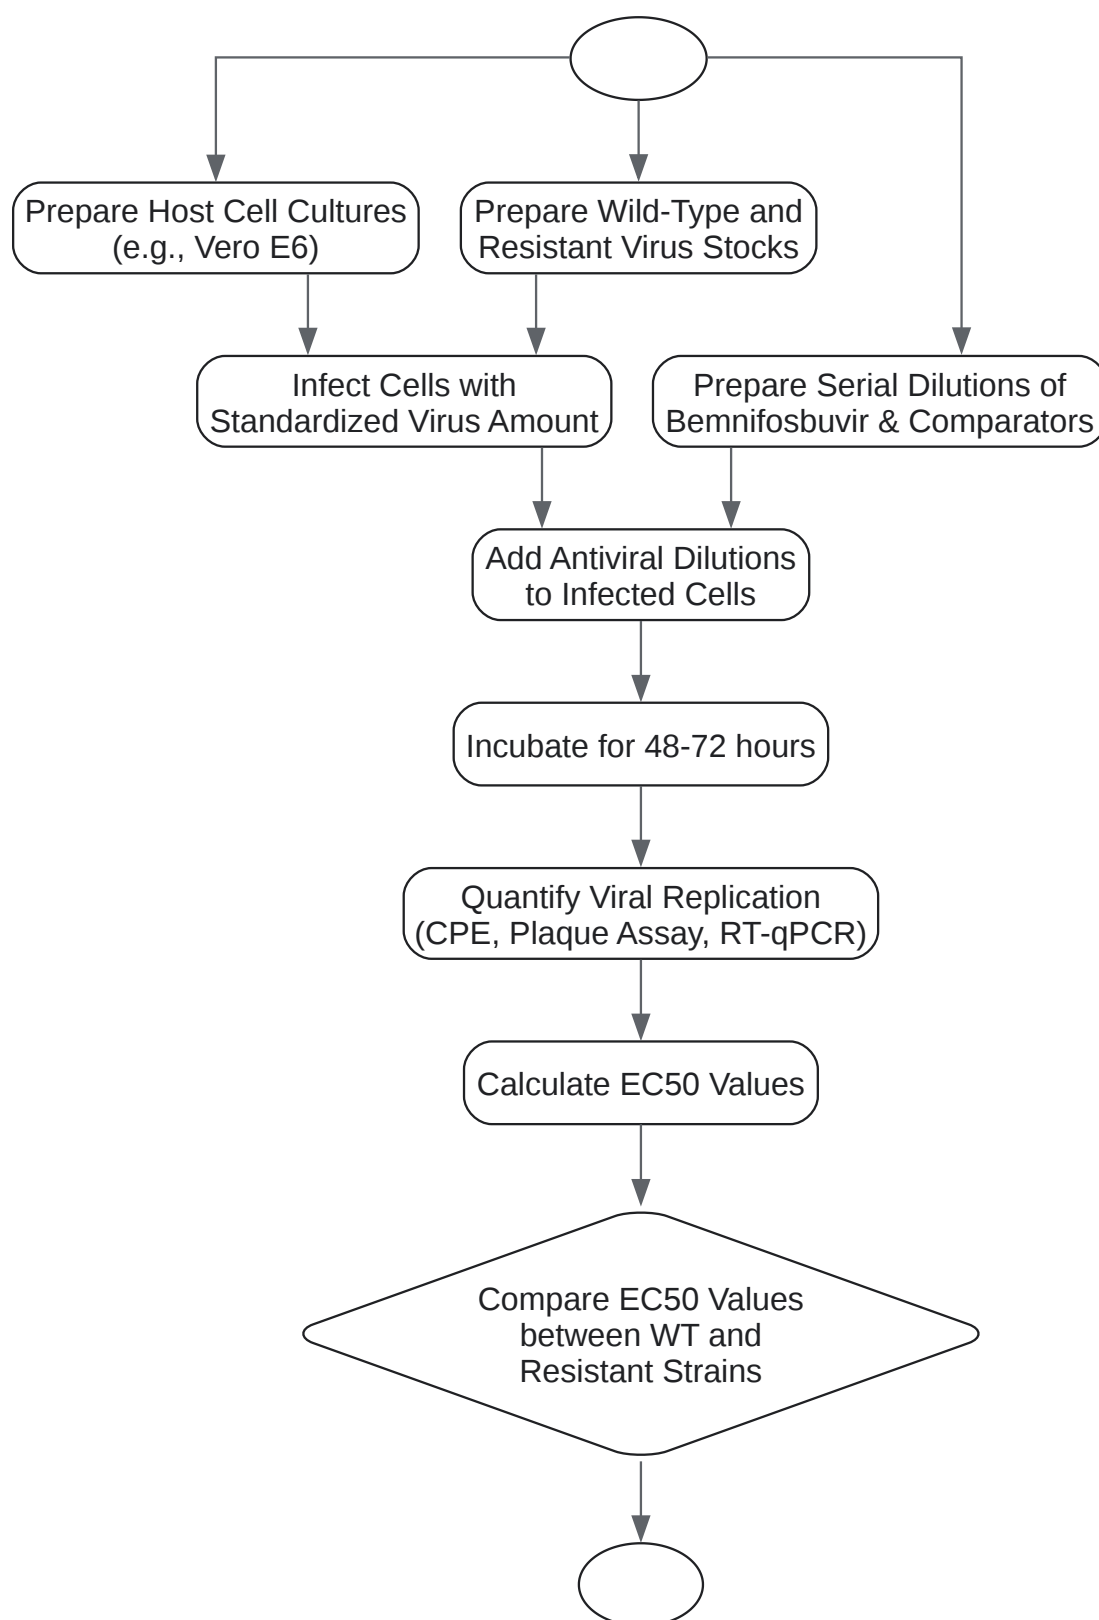 Prepare Host Cell Cultures
(e.g., Vero E6)
Prepare Wild-Type and
Resistant Virus Stocks
Infect Cells with
Standardized Virus Amount
Prepare Serial Dilutions of
Bemnifosbuvir & Comparators
Add Antiviral Dilutions
to Infected Cells
Incubate for 48-72 hours
Quantify Viral Replication
(CPE, Plaque Assay, RT-qPCR)
Calculate EC50 Values
Compare EC50 Values
between WT and
Resistant Strains